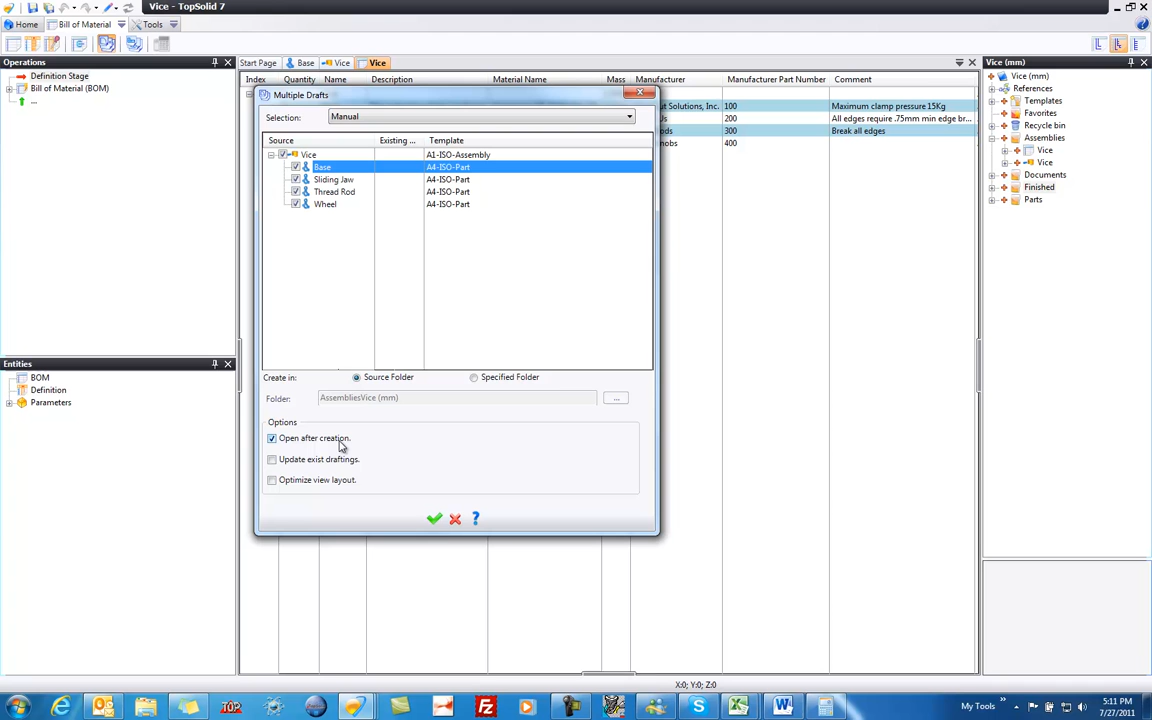 Vice - TopSolid 7
Home
Bill of Material
Tools
Operations
Definition Stage
Bill of Material (BOM)
...
Start Page
Base
Vice
Vice
Index Quantity Name Description Material Name Mass Manufacturer Manufacturer Part Number Comment
ut Solutions, Inc. 100 Maximum clamp pressure 15Kg
Us 200 All edges require .75mm min edge br...
ods 300 Break all edges
nobs 400
Multiple Drafts
Selection: Manual
Source Existing ... Template
Vice A1-ISO-Assembly
Base A4-ISO-Part
Sliding Jaw A4-ISO-Part
Thread Rod A4-ISO-Part
Wheel A4-ISO-Part
Create in: Source Folder Specified Folder
Folder: AssembliesVice (mm) ...
Options
Open after creation.
Update exist draftings.
Optimize view layout.
Entities
BOM
Definition
Parameters
Vice (mm)
Vice (mm)
References
Templates
Favorites
Recycle bin
Assemblies
Vice
Vice
Documents
Finished
Parts
X:0; Y:0; Z:0
TOP
My Tools
5:11 PM
7/27/2011